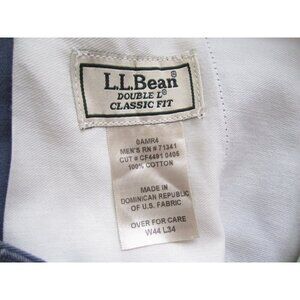 L.L.Bean®
DOUBLE L®
CLASSIC FIT
0AMR4
MEN'S RN # 71341
CUT # CF4491 0405
100% COTTON
MADE IN
DOMINICAN REPUBLIC
OF U.S. FABRIC
OVER FOR CARE
W44 L34